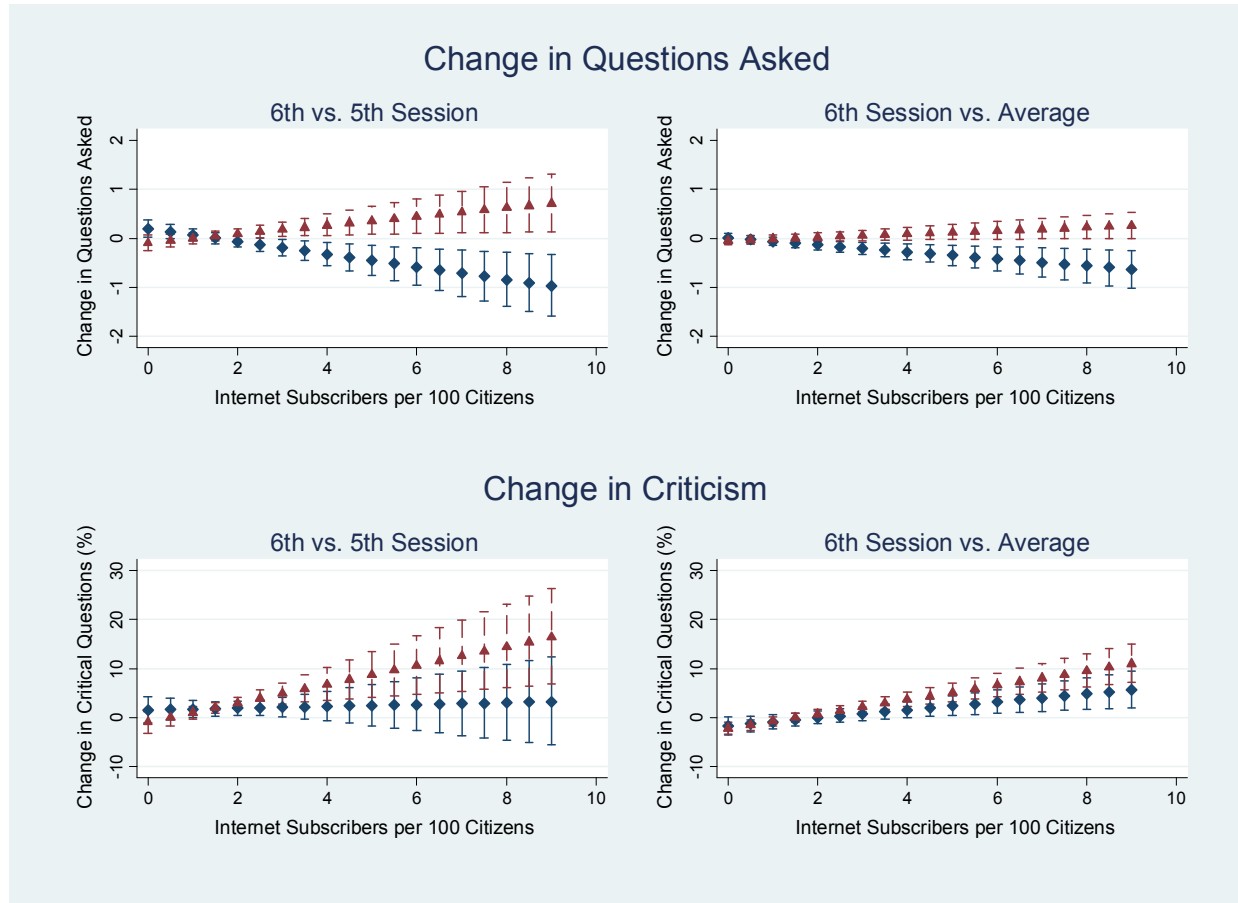 Change in Questions Asked
6th vs. 5th Session
6th Session vs. Average
Change in Questions Asked
2
1
0
-1
-2
0 2 4 6 8 10
Internet Subscribers per 100 Citizens
Change in Questions Asked
2
1
0
-1
-2
0 2 4 6 8 10
Internet Subscribers per 100 Citizens
Change in Criticism
6th vs. 5th Session
6th Session vs. Average
Change in Critical Questions (%)
30
20
10
0
-10
0 2 4 6 8 10
Internet Subscribers per 100 Citizens
Change in Critical Questions (%)
30
20
10
0
-10
0 2 4 6 8 10
Internet Subscribers per 100 Citizens